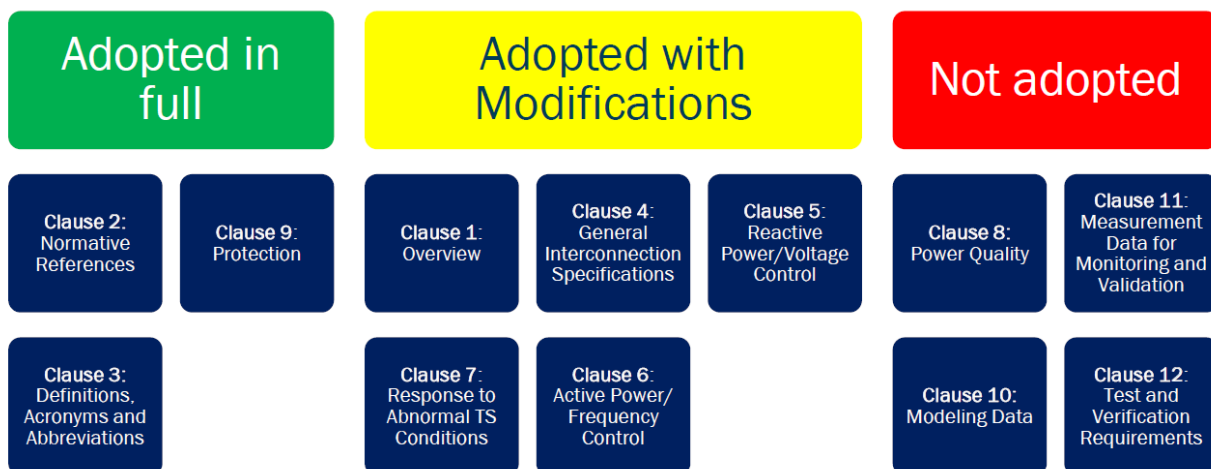 Adopted in
full
Adopted with
Modifications
Not adopted
Clause 2:
Normative
References
Clause 9:
Protection
Clause 1:
Overview
Clause 4:
General
Interconnection
Specifications
Clause 5:
Reactive
Power/Voltage
Control
Clause 8:
Power Quality
Clause 11:
Measurement
Data for
Monitoring and
Validation
Clause 3:
Definitions,
Acronyms and
Abbreviations
Clause 7:
Response to
Abnormal TS
Conditions
Clause 6:
Active Power/
Frequency
Control
Clause 10:
Modeling Data
Clause 12:
Test and
Verification
Requirements